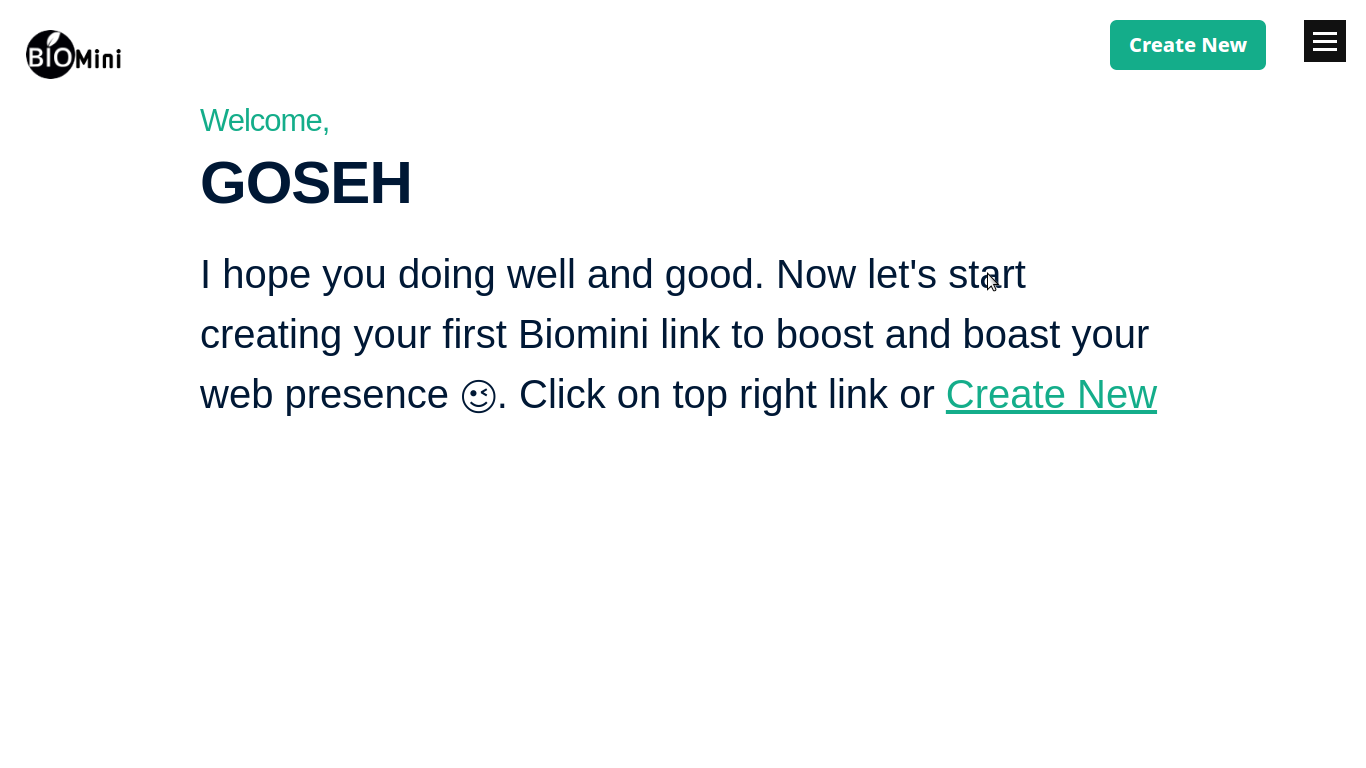 BIOMini
Create New
Welcome,
GOSEH
I hope you doing well and good. Now let's start
creating your first Biomini link to boost and boast your
web presence 😉. Click on top right link or Create New